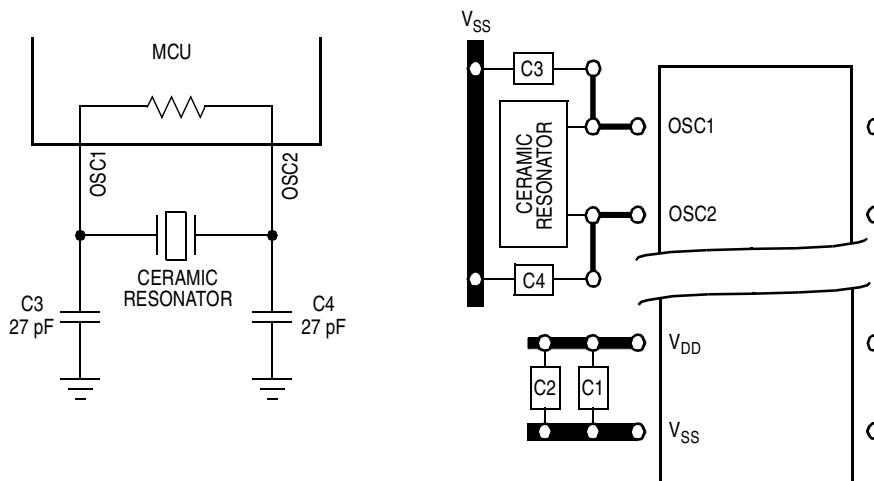 MCU
OSC1
OSC2
CERAMIC
RESONATOR
C3
27 pF
C4
27 pF
VSS
C3
CERAMIC
RESONATOR
OSC1
OSC2
C4
VDD
C2
C1
VSS